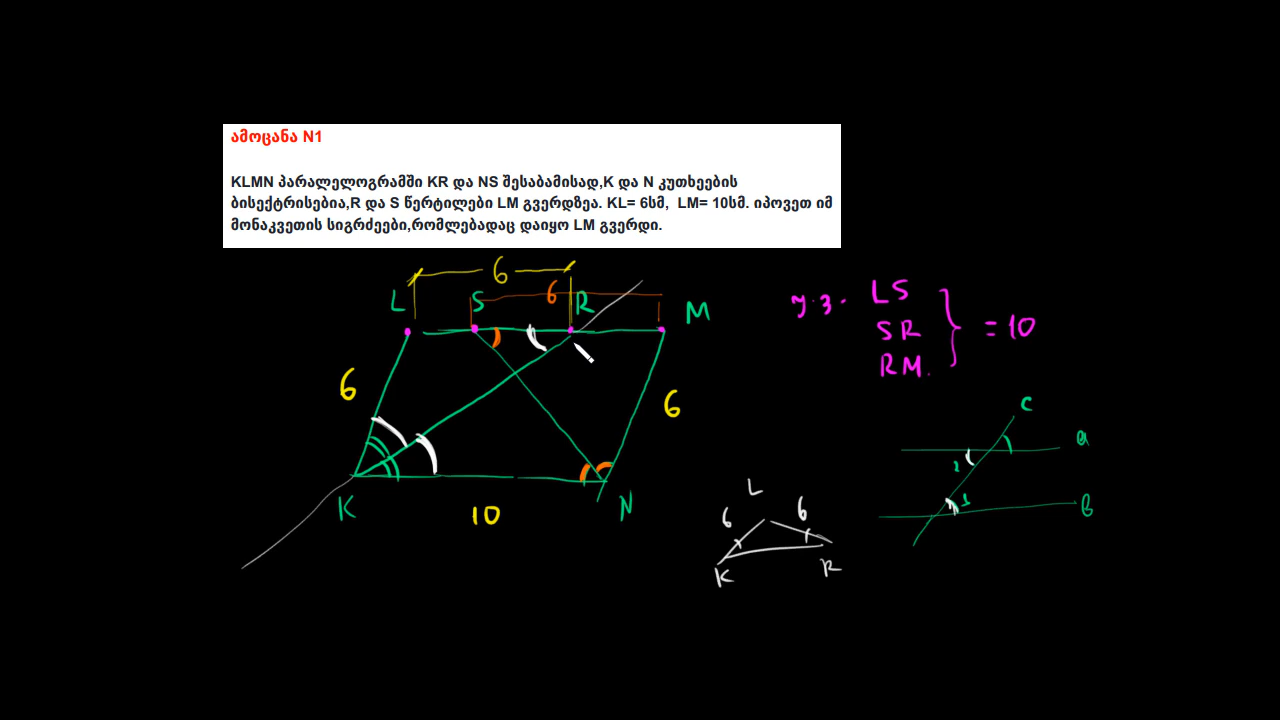 ამოცანა N1
KLMN პარალელოგრამში KR და NS შესაბამისად,K და N კუთხეების
ბისექტრისებია,R და S წერტილები LM გვერდზეა. KL= 6სმ, LM= 10სმ. იპოვეთ იმ
მონაკვეთის სიგრძეები,რომლებადაც დაიყო LM გვერდი.
6
L S 6 R M
უ.ვ. LS
SR = 10
RM.
6 6
K 10 N
C
a
2
1 b
L
6 6
K R